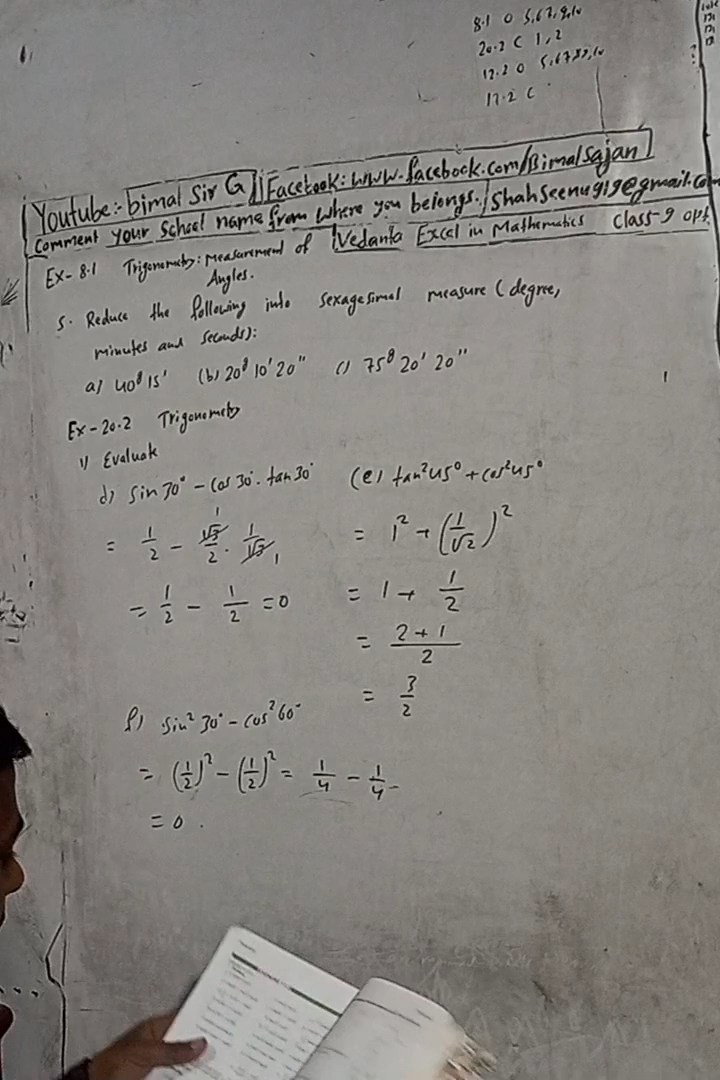 8.1 O 5,6,7,8,9,10
20.2 C 1,2
12.2 O 5,6,7,8,9,10
17.2 C
Youtube:- bimal Sir G || Facebook: www.facebook.com/Bimalsajan
Comment your School name from where you belongs. / shahseenu919@gmail.com
Ex- 8.1 Trigonometry: Measurement of Angles. Vedanta Excel in Mathematics Class-9 opt.
5. Reduce the following into sexagesimal measure (degree,
minutes and seconds):
a) 40g 15' (b) 20g 10' 20" c) 75g 20' 20"
Ex-20.2 Trigonometry
1) Evaluate
d) sin 30° - cos 30°. tan 30° (e) tan²45° + cos²45°
= 1/2 - √3/2 . 1/√3 = 1² + (1/√2)²
= 1/2 - 1/2 = 0 = 1 + 1/2
= 2+1/2
= 3/2
f) sin² 30° - cos² 60°
= (1/2)² - (1/2)² = 1/4 - 1/4
= 0.